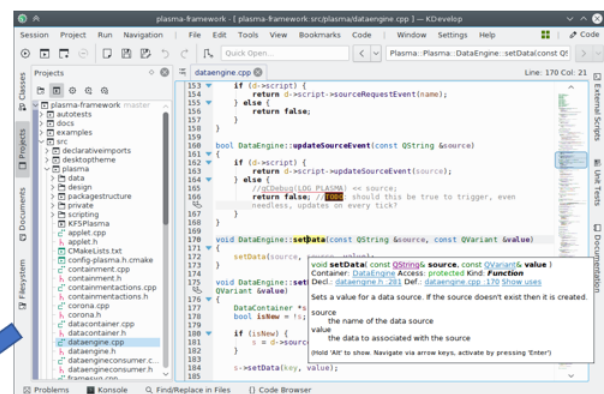 plasma-framework - [ plasma-framework:src/plasma/dataengine.cpp ] — KDevelop
Session Project Run Navigation File Edit Tools View Bookmarks Code Window Settings Help Code
Quick Open...
Plasma::Plasma::DataEngine::setData(const QS
Classes
Projects
Documents
Filesystem
Projects
plasma-framework master
autotests
docs
examples
src
declarativeimports
desktoptheme
plasma
data
design
packagestructure
private
scripting
KF5Plasma
applet.cpp
applet.h
CMakeLists.txt
config-plasma.h.cmake
containment.cpp
containment.h
containmentactions.cpp
containmentactions.h
corona.cpp
corona.h
datacontainer.cpp
datacontainer.h
dataengine.cpp
dataengine.h
dataengineconsumer.c...
dataengineconsumer.h
framesvg.cpp
dataengine.cpp
Line: 170 Col: 21
153 if (d->script) {
154 return d->script->sourceRequestEvent(name);
155 } else {
156 return false;
157 }
158 }
159
160 bool DataEngine::updateSourceEvent(const QString &source)
161 {
162 if (d->script) {
163 return d->script->updateSourceEvent(source);
164 } else {
165 //qCDebug(LOG_PLASMA) << source;
166 return false; //TODO: should this be true to trigger, even
needless, updates on every tick?
167 }
168 }
169
170 void DataEngine::setData(const QString &source, const QVariant &value)
171 {
172 setData(source, source, value);
173 }
174
175 void DataEngine::set
QVariant &value)
176 {
177 DataContainer *s
178 bool isNew = !s;
179
180 if (isNew) {
181 s = d->sourc
182 }
183
184 s->setData(key, value);
185
void setData( const QString& source, const QVariant& value )
Container: DataEngine Access: protected Kind: Function
Decl.: dataengine.h :281 Def.: dataengine.cpp :170 Show uses
Sets a value for a data source. If the source doesn't exist then it is created.
source
the name of the data source
value
the data to associated with the source
(Hold 'Alt' to show. Navigate via arrow keys, activate by pressing 'Enter')
External Scripts
Unit Tests
Documentation
Problems Konsole Find/Replace in Files {} Code Browser